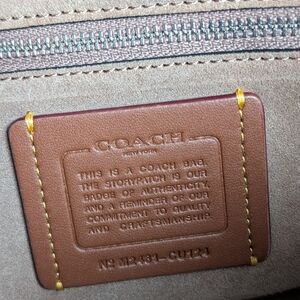 COACH
NEW YORK
THIS IS A COACH BAG.
THE STORYPATCH IS OUR
BADGE OF AUTHENTICITY,
AND A REMINDER OF OUR
COMMITMENT TO QUALITY
AND CRAFTSMANSHIP.
Nº M2431-CU124